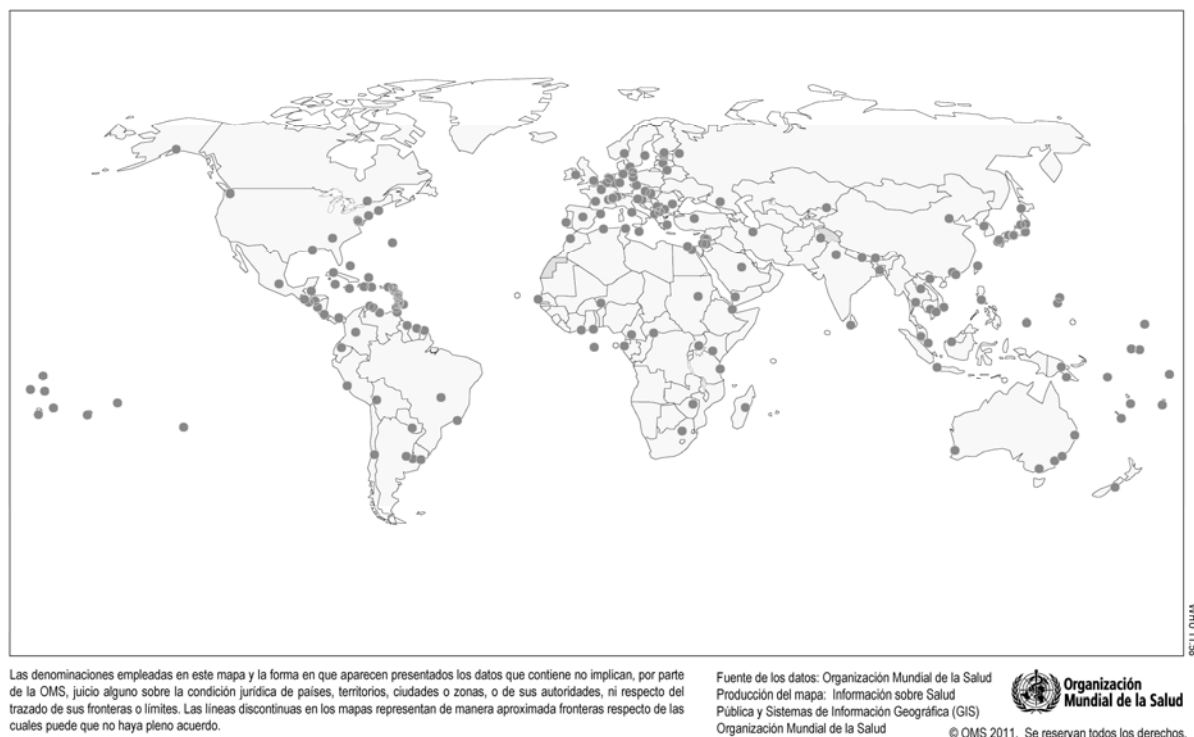 WHO 11.38
Las denominaciones empleadas en este mapa y la forma en que aparecen presentados los datos que contiene no implican, por parte
de la OMS, juicio alguno sobre la condición jurídica de países, territorios, ciudades o zonas, o de sus autoridades, ni respecto del
trazado de sus fronteras o límites. Las líneas discontinuas en los mapas representan de manera aproximada fronteras respecto de las
cuales puede que no haya pleno acuerdo.
Fuente de los datos: Organización Mundial de la Salud
Producción del mapa: Información sobre Salud
Pública y Sistemas de Información Geográfica (GIS)
Organización Mundial de la Salud
Organización
Mundial de la Salud
© OMS 2011. Se reservan todos los derechos.